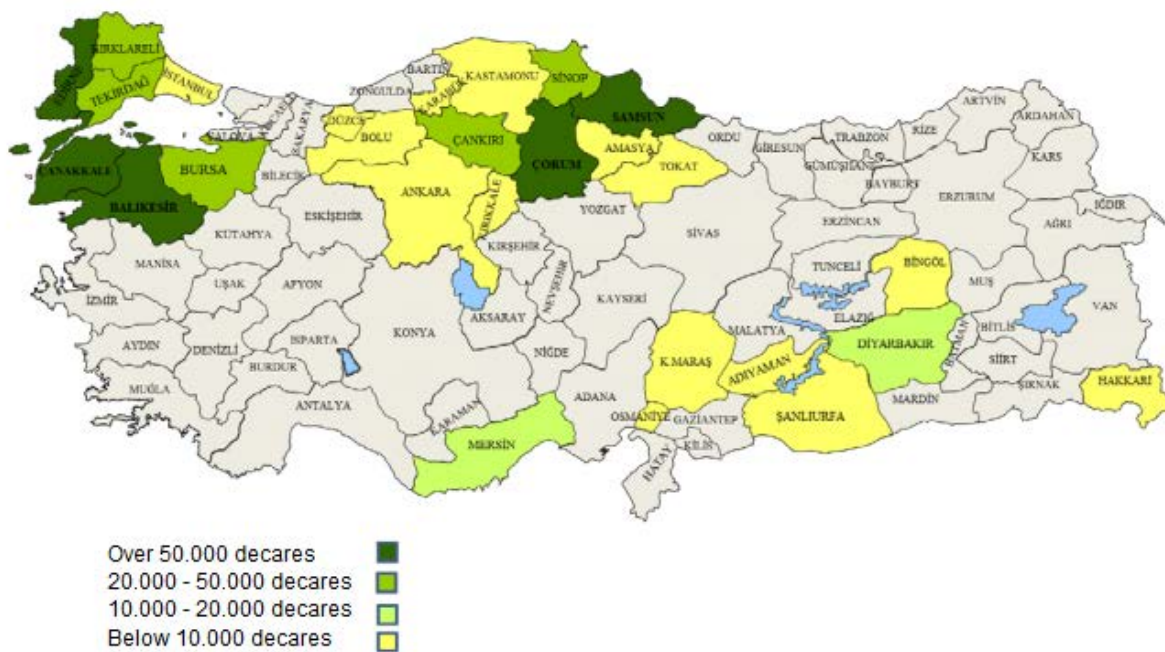 KIRKLARELİ
EDİRNE
TEKİRDAĞ
İSTANBUL
YALOVA
KOCAELİ
SAKARYA
DÜZCE
BOLU
ZONGULDA
BARTIN
KARABÜK
KASTAMONU
SİNOP
SAMSUN
ÇANKIRI
ÇORUM
AMASYA
TOKAT
ORDU
GİRESUN
TRABZON
RİZE
ARTVİN
ARDAHAN
KARS
GÜMÜŞHANE
BAYBURT
ERZURUM
IĞDIR
AĞRI
ÇANAKKALE
BALIKESİR
BURSA
BİLECİK
ESKİŞEHİR
KÜTAHYA
ANKARA
KIRIKKALE
KIRŞEHİR
YOZGAT
SİVAS
ERZİNCAN
TUNCELİ
BİNGÖL
MUŞ
VAN
BİTLİS
MANİSA
UŞAK
AFYON
İZMİR
KONYA
AKSARAY
NEVŞEHİR
KAYSERİ
MALATYA
ELAZIĞ
DİYARBAKIR
BATMAN
SİİRT
ŞIRNAK
HAKKARİ
AYDIN
DENİZLİ
ISPARTA
BURDUR
MUĞLA
ANTALYA
KARAMAN
NİĞDE
MERSİN
ADANA
K.MARAŞ
ADIYAMAN
OSMANİYE
GAZİANTEP
KİLİS
HATAY
ŞANLIURFA
MARDİN
Over 50.000 decares
20.000 - 50.000 decares
10.000 - 20.000 decares
Below 10.000 decares